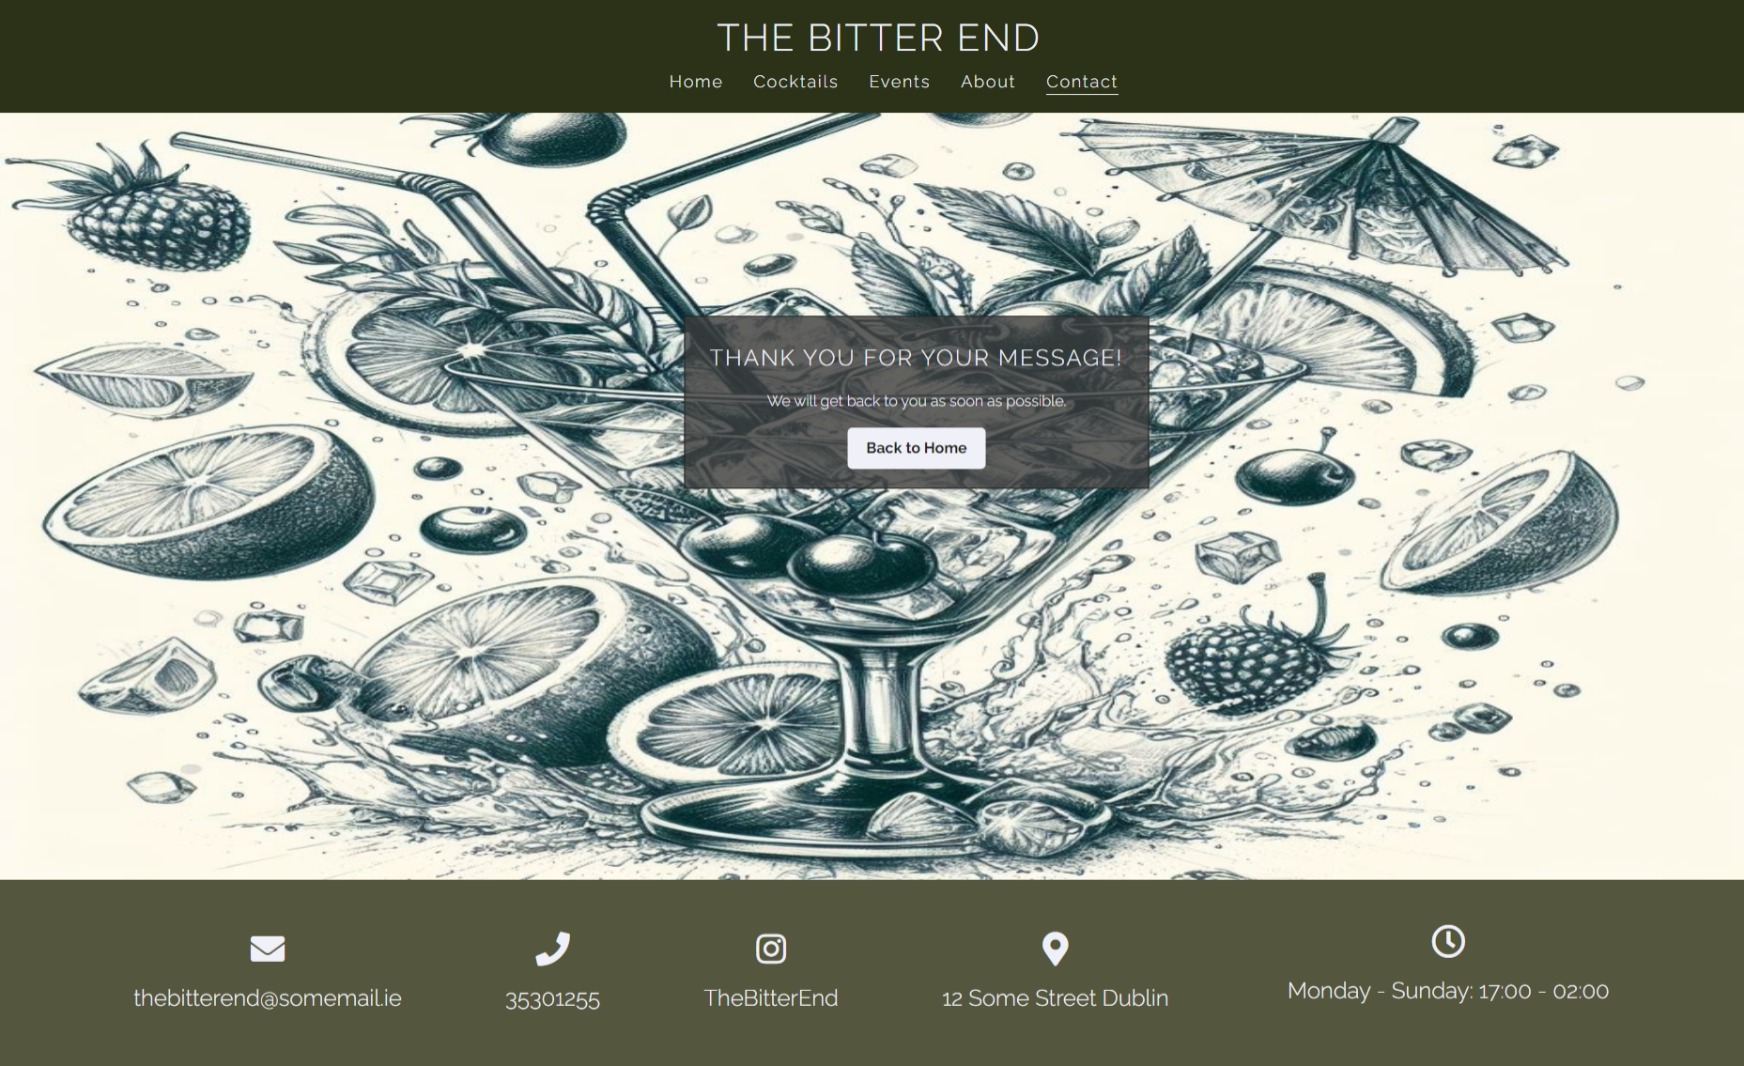 THE BITTER END
Home Cocktails Events About Contact
THANK YOU FOR YOUR MESSAGE!
We will get back to you as soon as possible.
Back to Home
thebitterend@somemail.ie
35301255
TheBitterEnd
12 Some Street Dublin
Monday - Sunday: 17:00 - 02:00